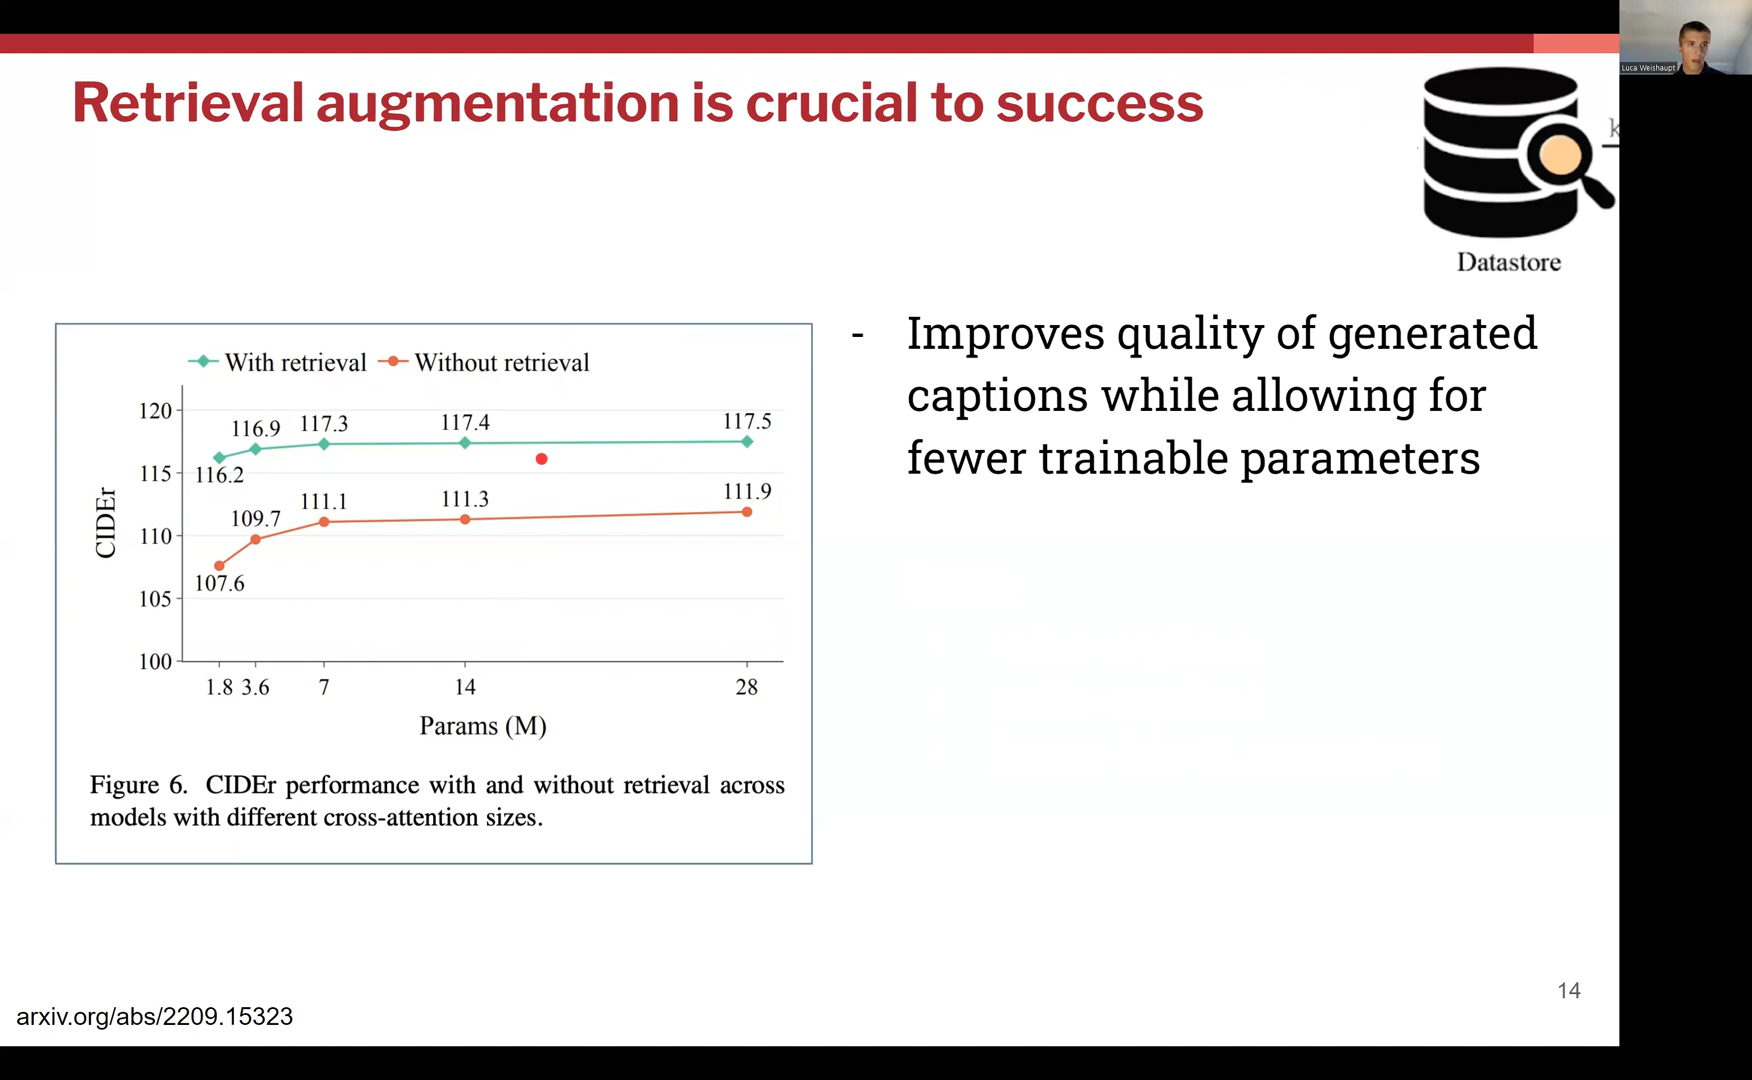 Luca Weishaupt
Retrieval augmentation is crucial to success
k
Datastore
With retrieval
Without retrieval
120
115
110
105
100
CIDEr
116.2
116.9
117.3
117.4
117.5
107.6
109.7
111.1
111.3
111.9
1.8 3.6 7 14 28
Params (M)
Figure 6. CIDEr performance with and without retrieval across
models with different cross-attention sizes.
- Improves quality of generated
captions while allowing for
fewer trainable parameters
14
arxiv.org/abs/2209.15323